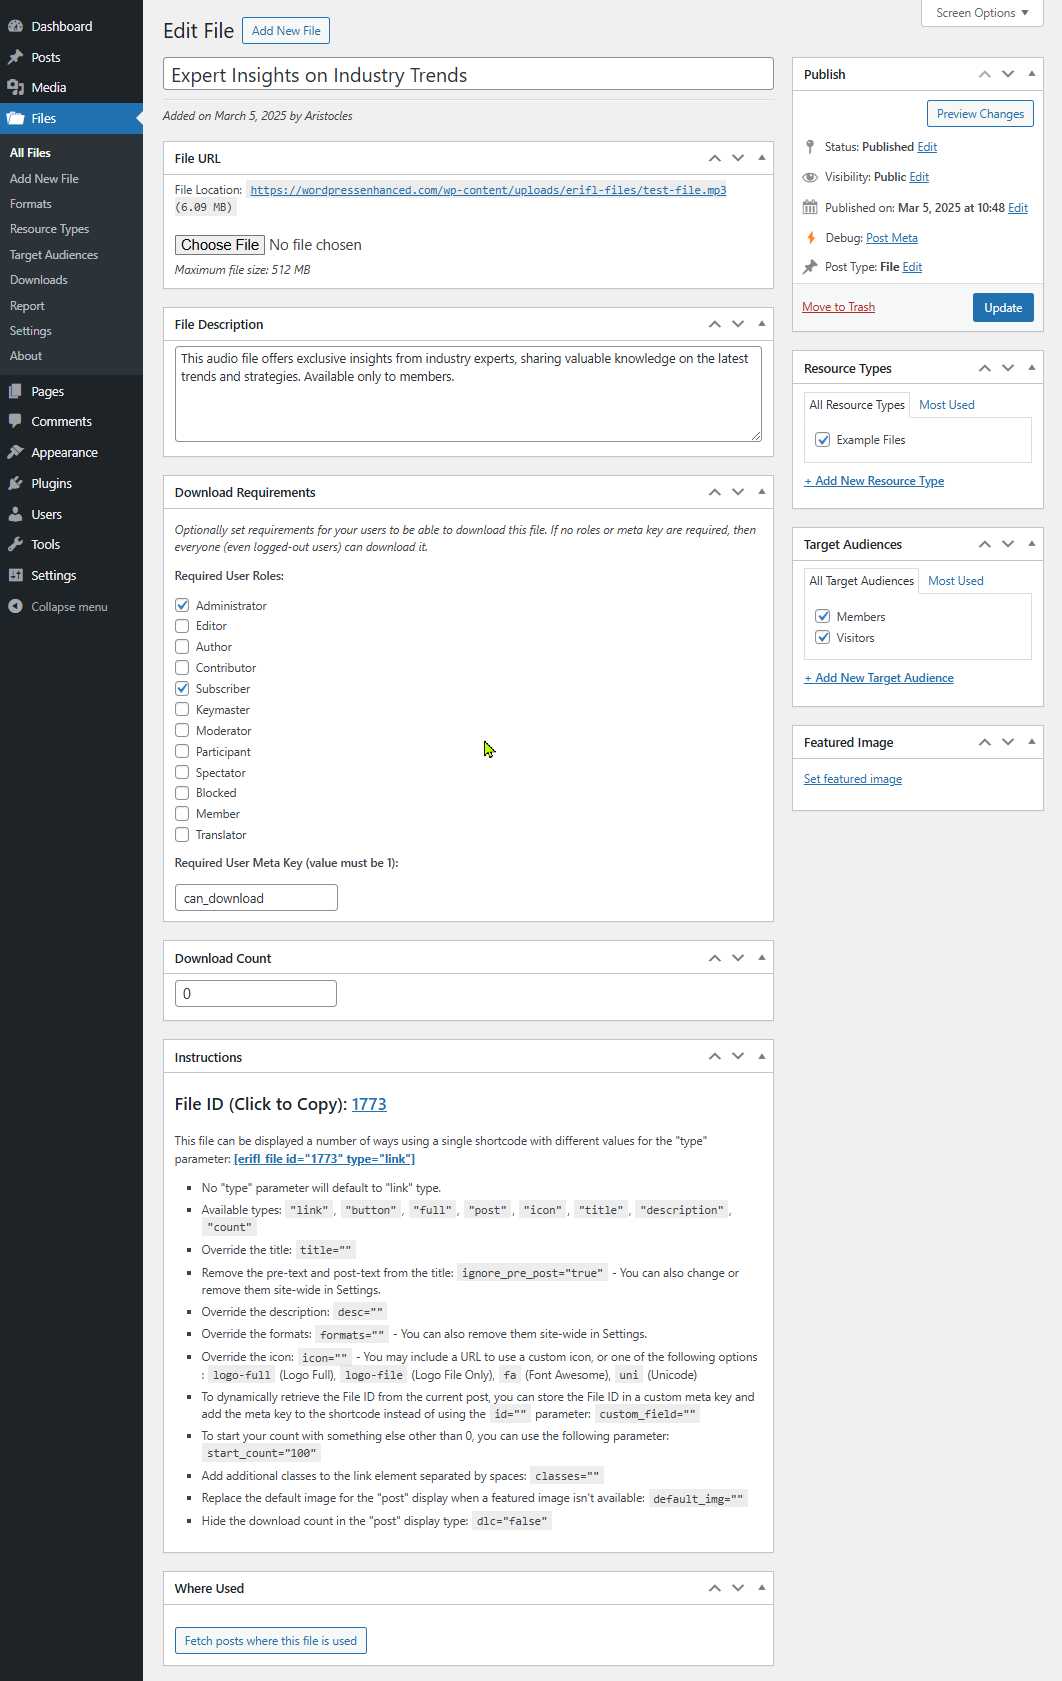 Screen Options ▼
Dashboard
Posts
Media
Files
All Files
Add New File
Formats
Resource Types
Target Audiences
Downloads
Report
Settings
About
Pages
Comments
Appearance
Plugins
Users
Tools
Settings
Collapse menu
Edit File Add New File
Expert Insights on Industry Trends
Added on March 5, 2025 by Aristocles
File URL
File Location: https://wordpressenhanced.com/wp-content/uploads/erifl-files/test-file.mp3
(6.09 MB)
Choose File No file chosen
Maximum file size: 512 MB
File Description
This audio file offers exclusive insights from industry experts, sharing valuable knowledge on the latest
trends and strategies. Available only to members.
Download Requirements
Optionally set requirements for your users to be able to download this file. If no roles or meta key are required, then
everyone (even logged-out users) can download it.
Required User Roles:
Administrator
Editor
Author
Contributor
Subscriber
Keymaster
Moderator
Participant
Spectator
Blocked
Member
Translator
Required User Meta Key (value must be 1):
can_download
Download Count
0
Instructions
File ID (Click to Copy): 1773
This file can be displayed a number of ways using a single shortcode with different values for the "type"
parameter: [erifl_file id="1773" type="link"]
No "type" parameter will default to "link" type.
Available types: "link", "button", "full", "post", "icon", "title", "description",
"count"
Override the title: title=""
Remove the pre-text and post-text from the title: ignore_pre_post="true" - You can also change or
remove them site-wide in Settings.
Override the description: desc=""
Override the formats: formats="" - You can also remove them site-wide in Settings.
Override the icon: icon="" - You may include a URL to use a custom icon, or one of the following options
: logo-full (Logo Full), logo-file (Logo File Only), fa (Font Awesome), uni (Unicode)
To dynamically retrieve the File ID from the current post, you can store the File ID in a custom meta key and
add the meta key to the shortcode instead of using the id="" parameter: custom_field=""
To start your count with something else other than 0, you can use the following parameter:
start_count="100"
Add additional classes to the link element separated by spaces: classes=""
Replace the default image for the "post" display when a featured image isn't available: default_img=""
Hide the download count in the "post" display type: dlc="false"
Where Used
Fetch posts where this file is used
Publish
Preview Changes
Status: Published Edit
Visibility: Public Edit
Published on: Mar 5, 2025 at 10:48 Edit
Debug: Post Meta
Post Type: File Edit
Move to Trash Update
Resource Types
All Resource Types Most Used
Example Files
+ Add New Resource Type
Target Audiences
All Target Audiences Most Used
Members
Visitors
+ Add New Target Audience
Featured Image
Set featured image